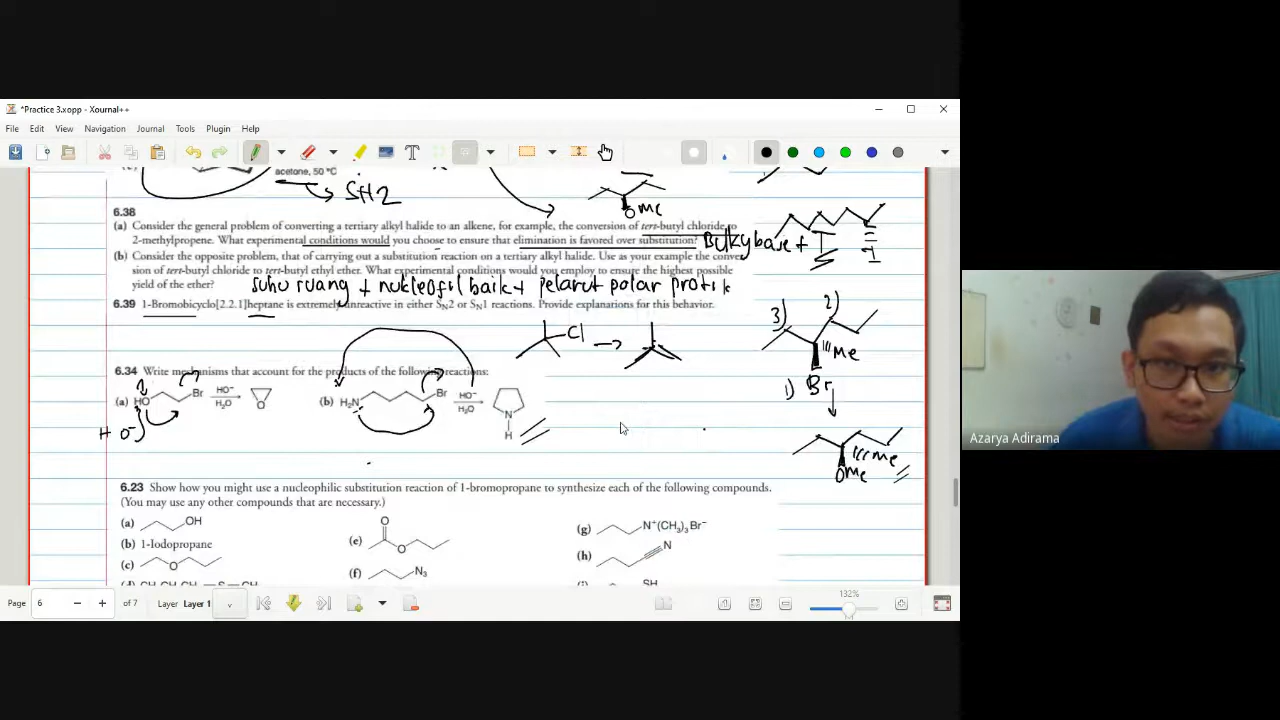 *Practice 3.xopp - Xournal++
File Edit View Navigation Journal Tools Plugin Help
acetone, 50 °C
SN2
OMe
6.38
(a) Consider the general problem of converting a tertiary alkyl halide to an alkene, for example, the conversion of tert-butyl chloride to
2-methylpropene. What experimental conditions would you choose to ensure that elimination is favored over substitution?
Bulky base +
(b) Consider the opposite problem, that of carrying out a substitution reaction on a tertiary alkyl halide. Use as your example the conver-
sion of tert-butyl chloride to tert-butyl ethyl ether. What experimental conditions would you employ to ensure the highest possible
yield of the ether?
suhu ruang + nukleofil baik + pelarut polar protik
6.39 1-Bromobicyclo[2.2.1]heptane is extremely unreactive in either SN2 or SN1 reactions. Provide explanations for this behavior.
Cl
3) 2)
Me
1) Br
Me
OMe
6.34 Write mechanisms that account for the products of the following reactions:
(a) HO Br HO⁻ H₂O O
H O⁻
(b) H₂N Br HO⁻ H₂O N H
6.23 Show how you might use a nucleophilic substitution reaction of 1-bromopropane to synthesize each of the following compounds.
(You may use any other compounds that are necessary.)
(a) OH
(b) 1-Iodopropane
(c) O
(e) O O
(f) N₃
(g) N⁺(CH₃)₃Br⁻
(h) N
SH
Azarya Adirama
Page 6 of 7 Layer Layer 1 132%